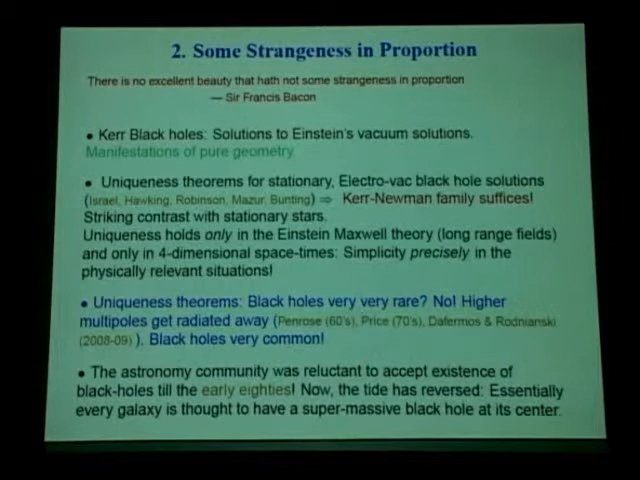 2. Some Strangeness in Proportion
There is no excellent beauty that hath not some strangeness in proportion
— Sir Francis Bacon
● Kerr Black holes: Solutions to Einstein's vacuum solutions.
Manifestations of pure geometry.
● Uniqueness theorems for stationary, Electro-vac black hole solutions
(Israel, Hawking, Robinson, Mazur, Bunting) ⇒ Kerr-Newman family suffices!
Striking contrast with stationary stars.
Uniqueness holds only in the Einstein Maxwell theory (long range fields)
and only in 4-dimensional space-times: Simplicity precisely in the
physically relevant situations!
● Uniqueness theorems: Black holes very very rare? No! Higher
multipoles get radiated away (Penrose (60's), Price (70's), Dafermos & Rodnianski
(2008-09) ). Black holes very common!
● The astronomy community was reluctant to accept existence of
black-holes till the early eighties! Now, the tide has reversed: Essentially
every galaxy is thought to have a super-massive black hole at its center.